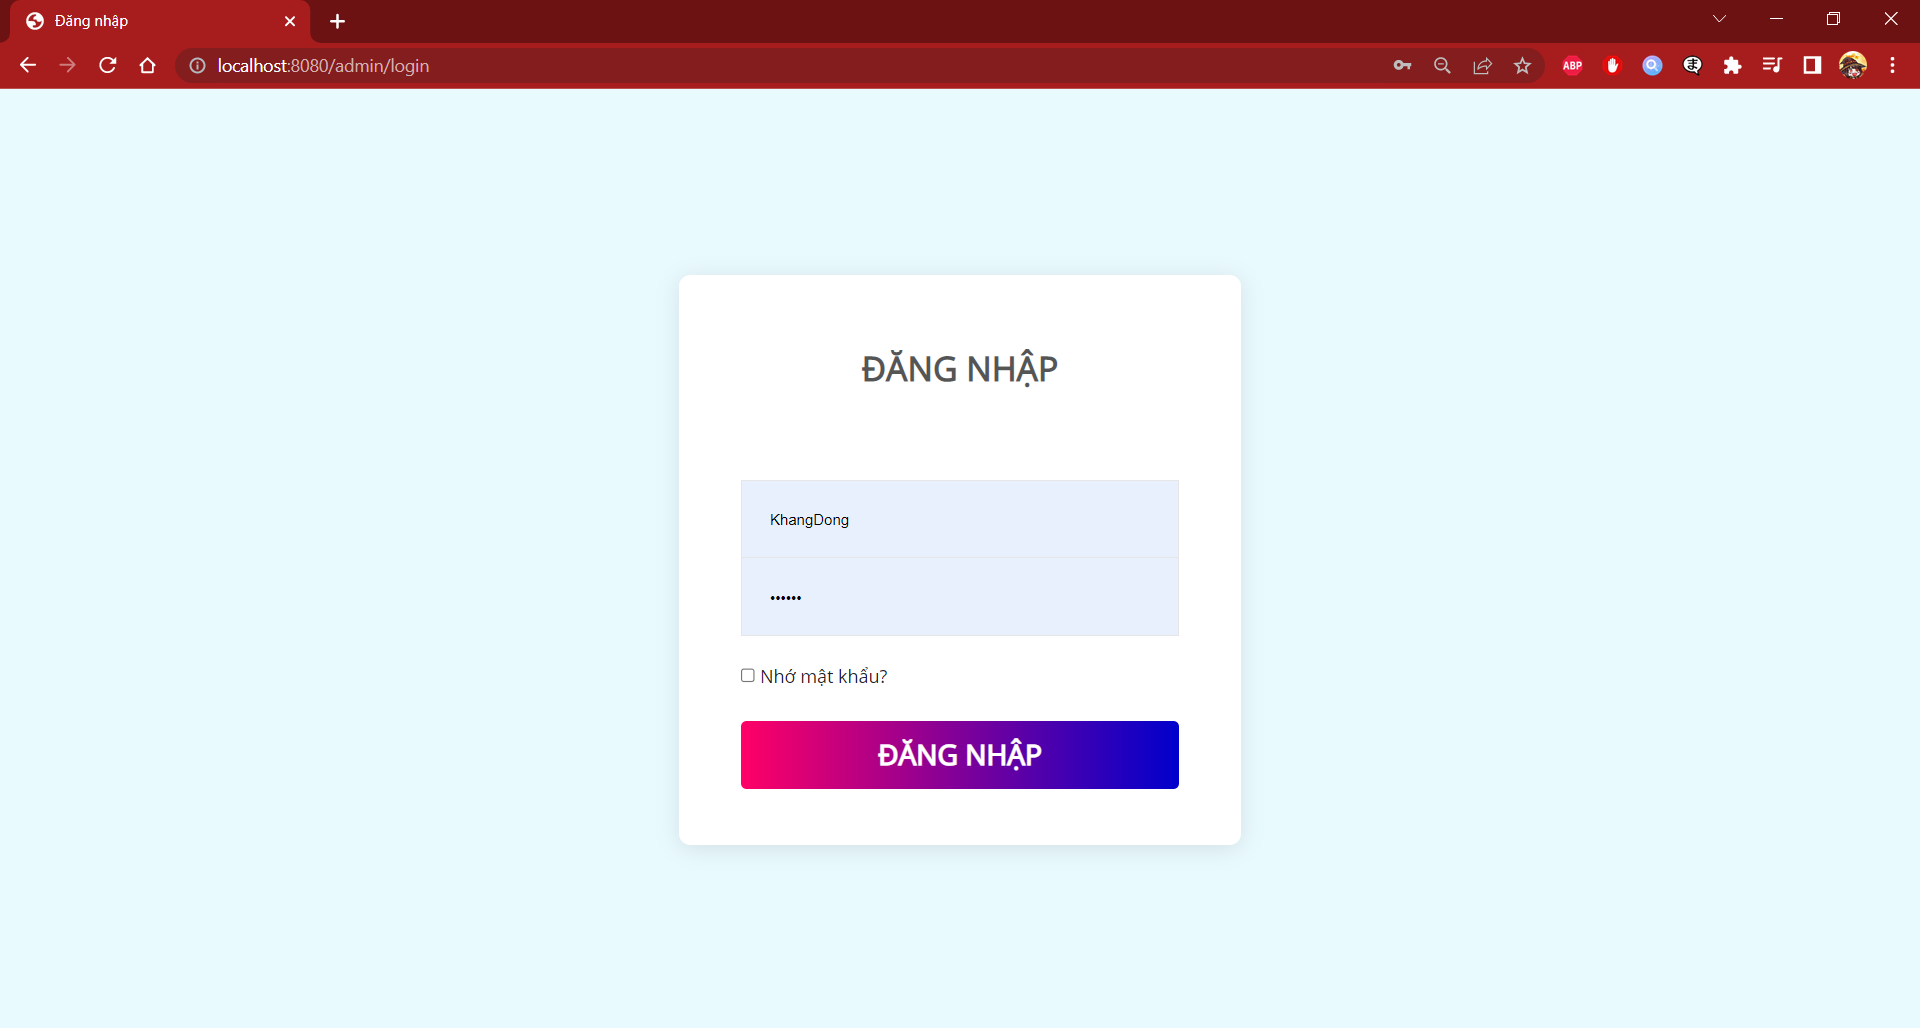 Đăng nhập
localhost:8080/admin/login
ABP
ĐĂNG NHẬP
KhangDong
••••••
Nhớ mật khẩu?
ĐĂNG NHẬP